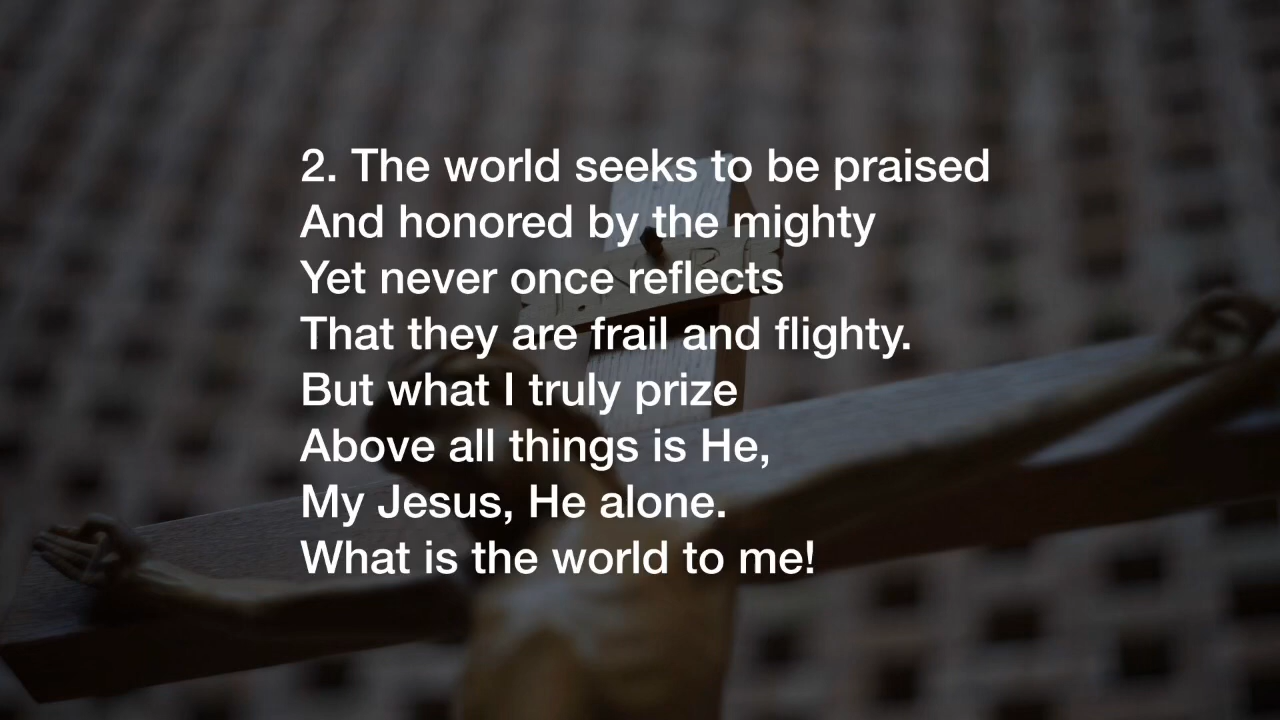 2. The world seeks to be praised
And honored by the mighty
Yet never once reflects
That they are frail and flighty.
But what I truly prize
Above all things is He,
My Jesus, He alone.
What is the world to me!
I.N.R.I